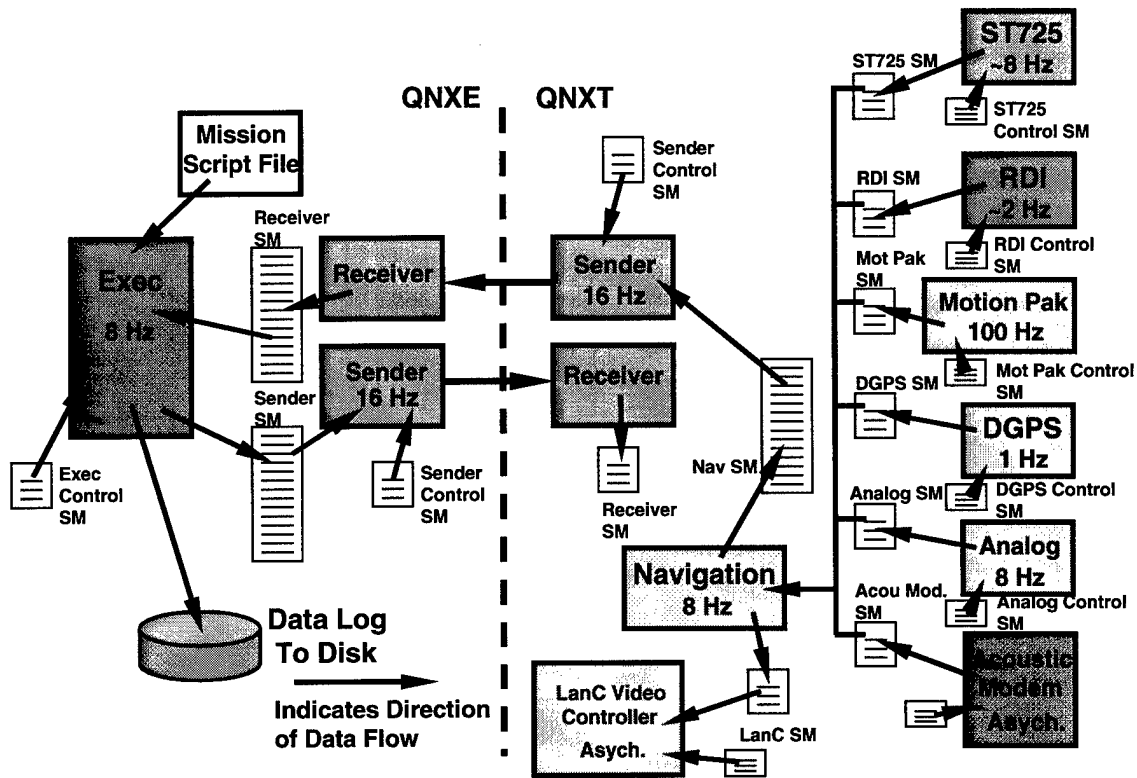 QNXE
QNXT
Mission
Script File
Receiver
SM
Exec
8 Hz
Receiver
Sender
SM
Sender
16 Hz
Exec
Control
SM
Sender
Control
SM
Data Log
To Disk
Indicates Direction
of Data Flow
Sender
Control
SM
Sender
16 Hz
Receiver
Receiver
SM
Nav SM
Navigation
8 Hz
LanC Video
Controller
Asych.
LanC SM
ST725 SM
ST725
~8 Hz
ST725
Control SM
RDI SM
RDI
~2 Hz
RDI Control
SM
Mot Pak
SM
Motion Pak
100 Hz
Mot Pak Control
SM
DGPS SM
DGPS
1 Hz
DGPS Control
SM
Analog SM
Analog
8 Hz
Analog Control
SM
Acou Mod.
SM
Acoustic
Modem
Asych.